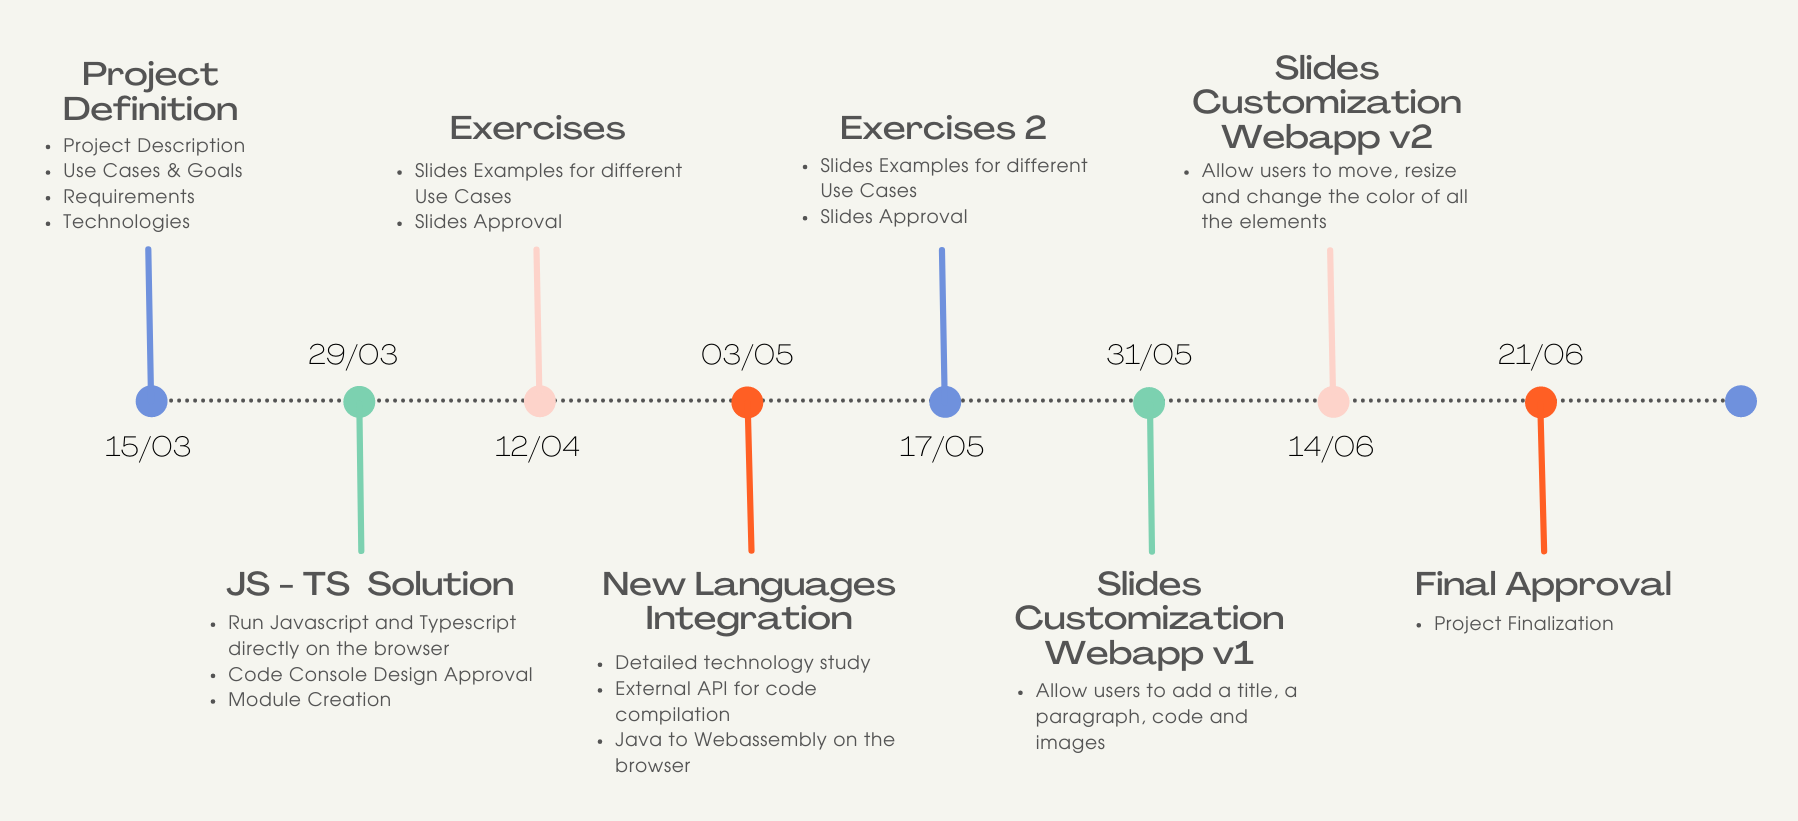 Project
Definition
• Project Description
• Use Cases & Goals
• Requirements
• Technologies
Exercises
• Slides Examples for different
Use Cases
• Slides Approval
Exercises 2
• Slides Examples for different
Use Cases
• Slides Approval
Slides
Customization
Webapp v2
• Allow users to move, resize
and change the color of all
the elements
29/03
03/05
31/05
21/06
15/03
12/04
17/05
14/06
JS - TS Solution
• Run Javascript and Typescript
directly on the browser
• Code Console Design Approval
• Module Creation
New Languages
Integration
• Detailed technology study
• External API for code
compilation
• Java to Webassembly on the
browser
Slides
Customization
Webapp v1
• Allow users to add a title, a
paragraph, code and
images
Final Approval
• Project Finalization